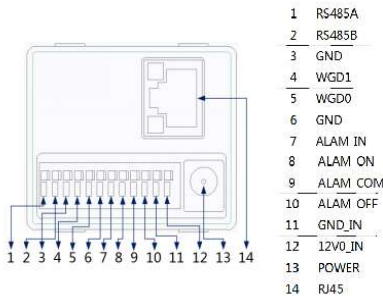 1 RS485A
2 RS485B
3 GND
4 WGD1
5 WGD0
6 GND
7 ALAM IN
8 ALAM ON
9 ALAM COM
10 ALAM OFF
11 GND_IN
12 12V0_IN
13 POWER
14 RJ45
1 2 3 4 5 6 7 8 9 10 11 12 13 14